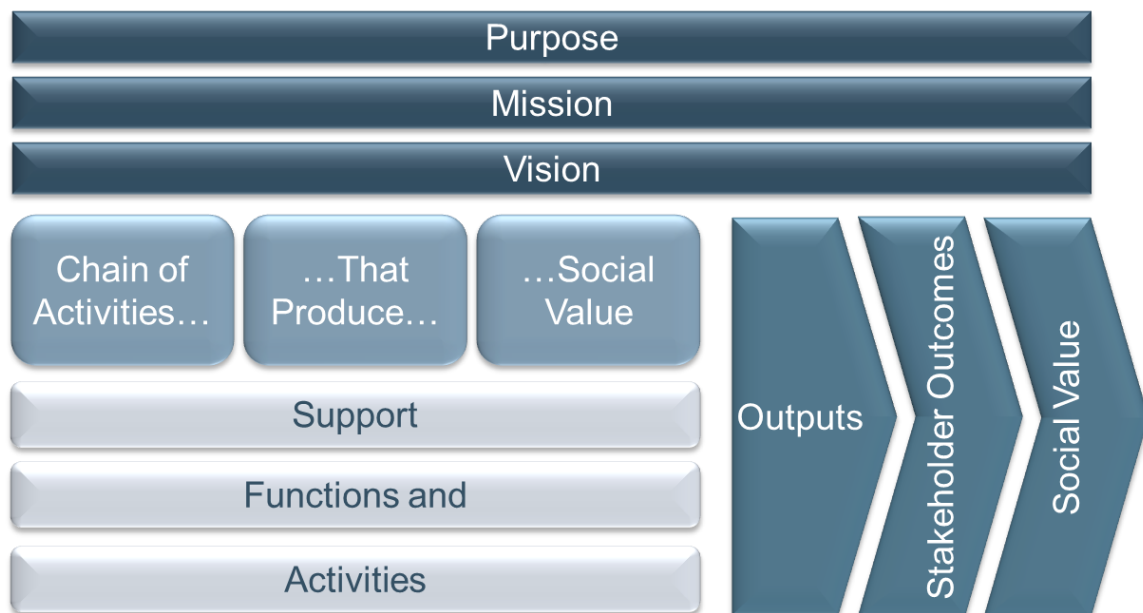 Purpose
Mission
Vision
Chain of
Activities…
…That
Produce…
…Social
Value
Support
Functions and
Activities
Outputs
Stakeholder Outcomes
Social Value